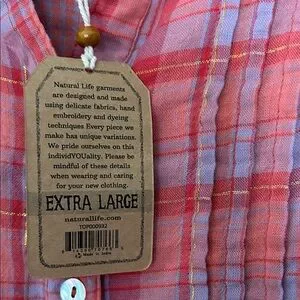 Natural Life garments
are designed and made
using delicate fabrics, hand
embroidery and dyeing
techniques Every piece we
make has unique variations.
We pride ourselves on this
individYOUality. Please be
mindful of these details
when wearing and caring
for your new clothing.
EXTRA LARGE
naturallife.com
TOP000932
Made in India